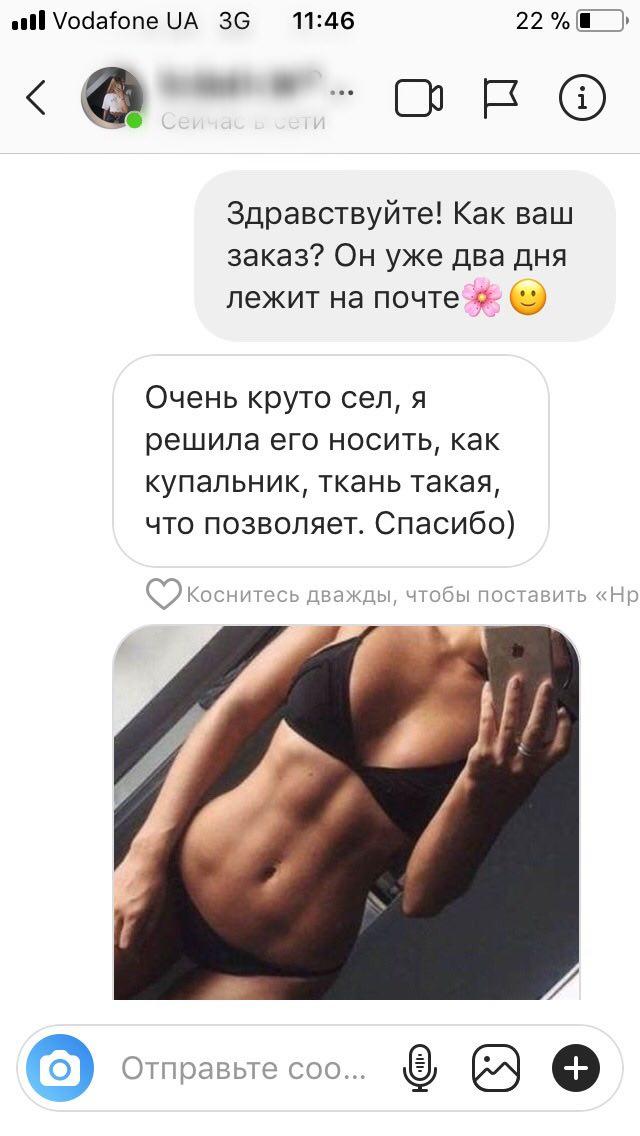 Vodafone UA 3G 11:46 22 %
Сейчас в сети
Здравствуйте! Как ваш
заказ? Он уже два дня
лежит на почте🌸🙂
Очень круто сел, я
решила его носить, как
купальник, ткань такая,
что позволяет. Спасибо)
Коснитесь дважды, чтобы поставить «Нр
Отправьте соо...